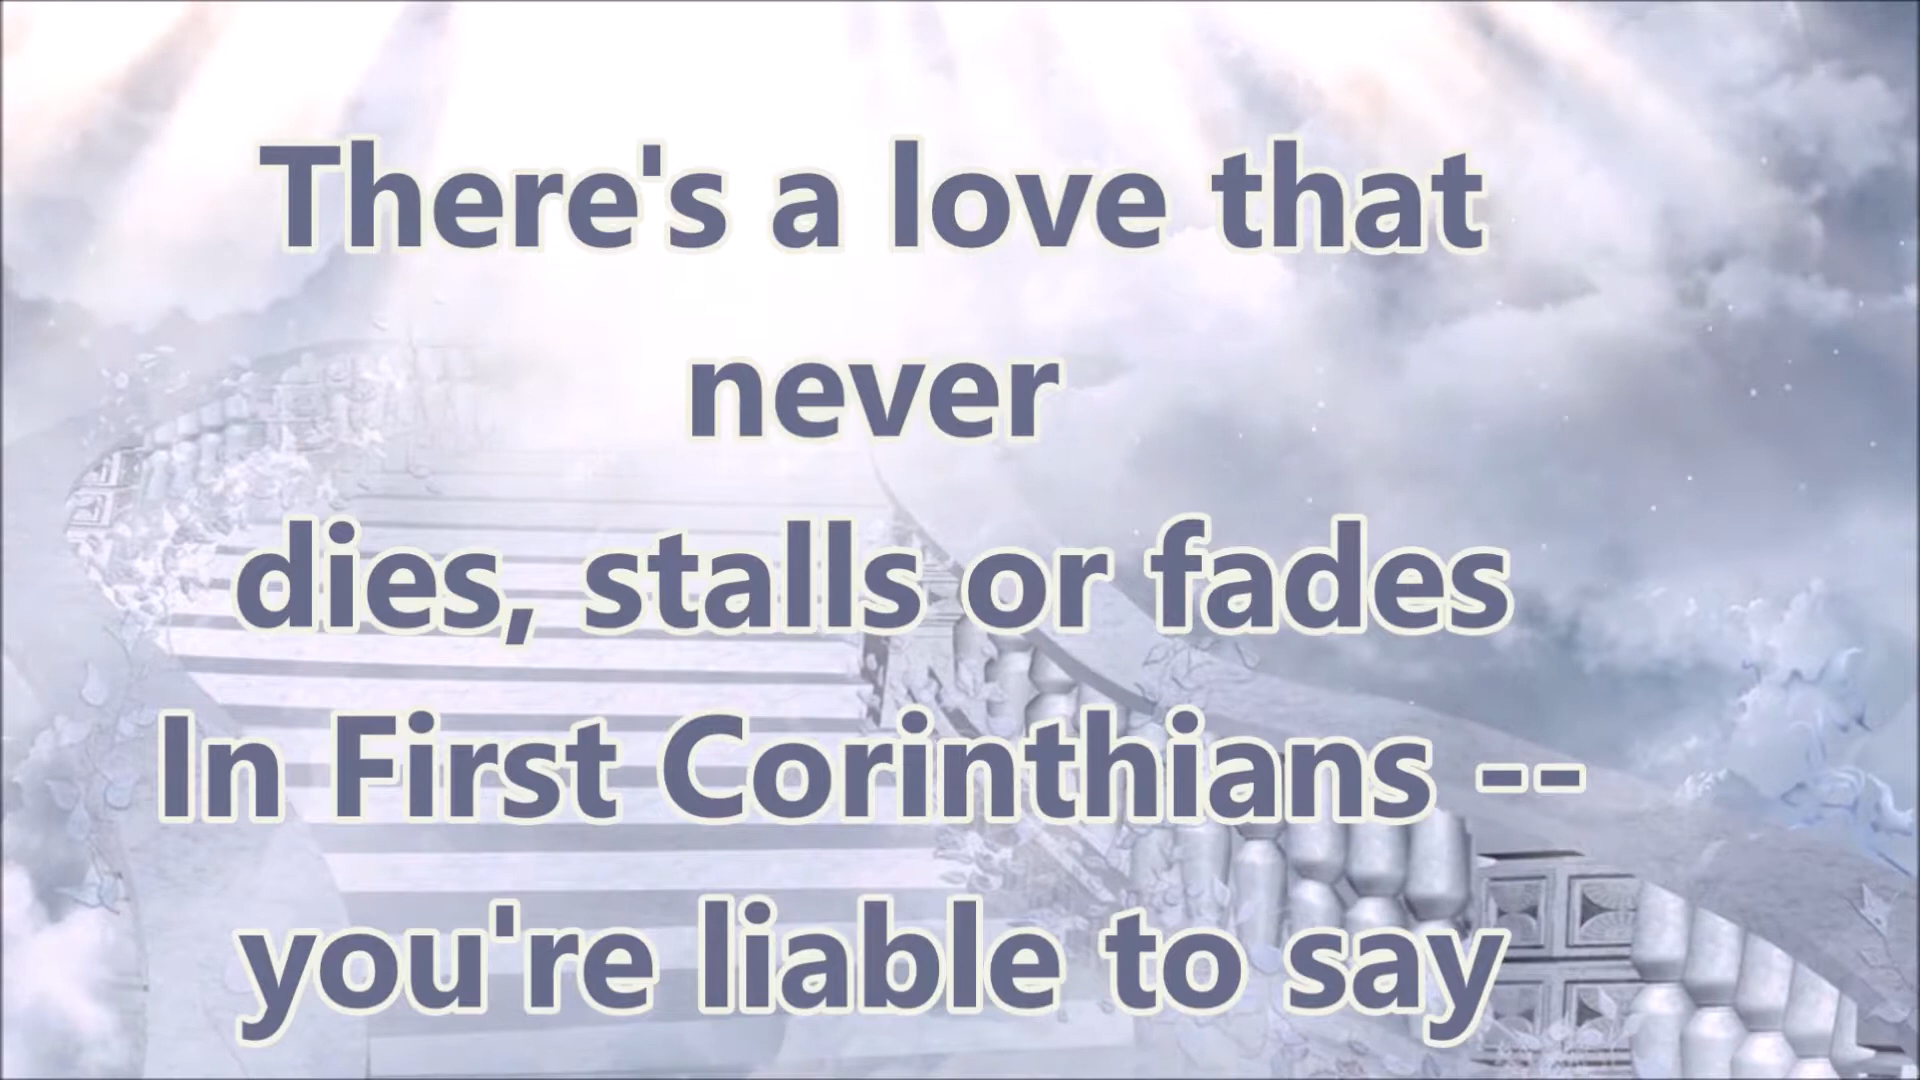 There's a love that
never
dies, stalls or fades
In First Corinthians --
you're liable to say